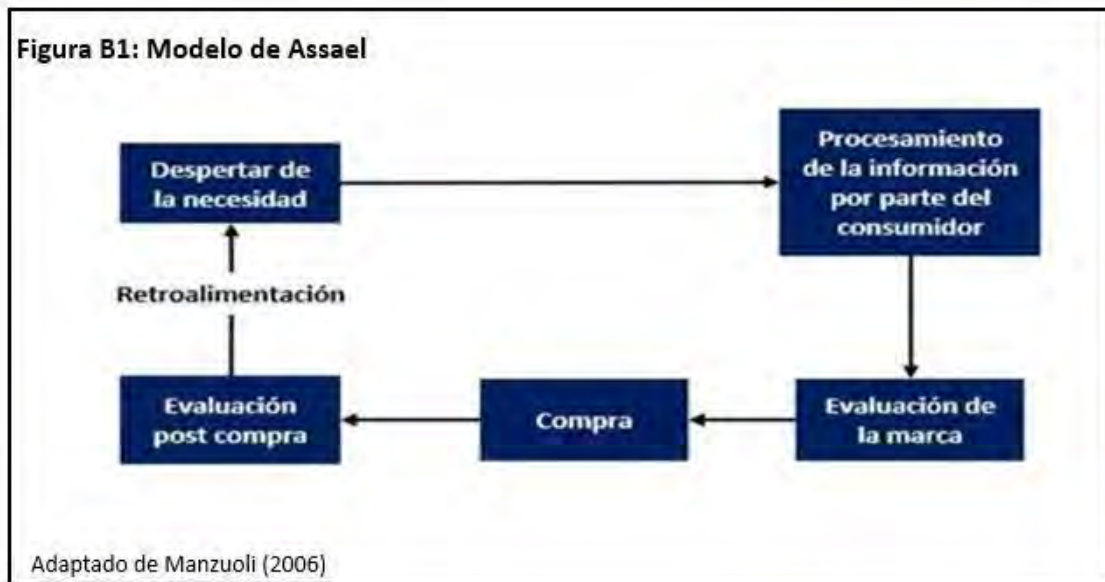 Figura B1: Modelo de Assael
Despertar de
la necesidad
Procesamiento
de la información
por parte del
consumidor
Retroalimentación
Evaluación
post compra
Compra
Evaluación de
la marca
Adaptado de Manzuoli (2006)